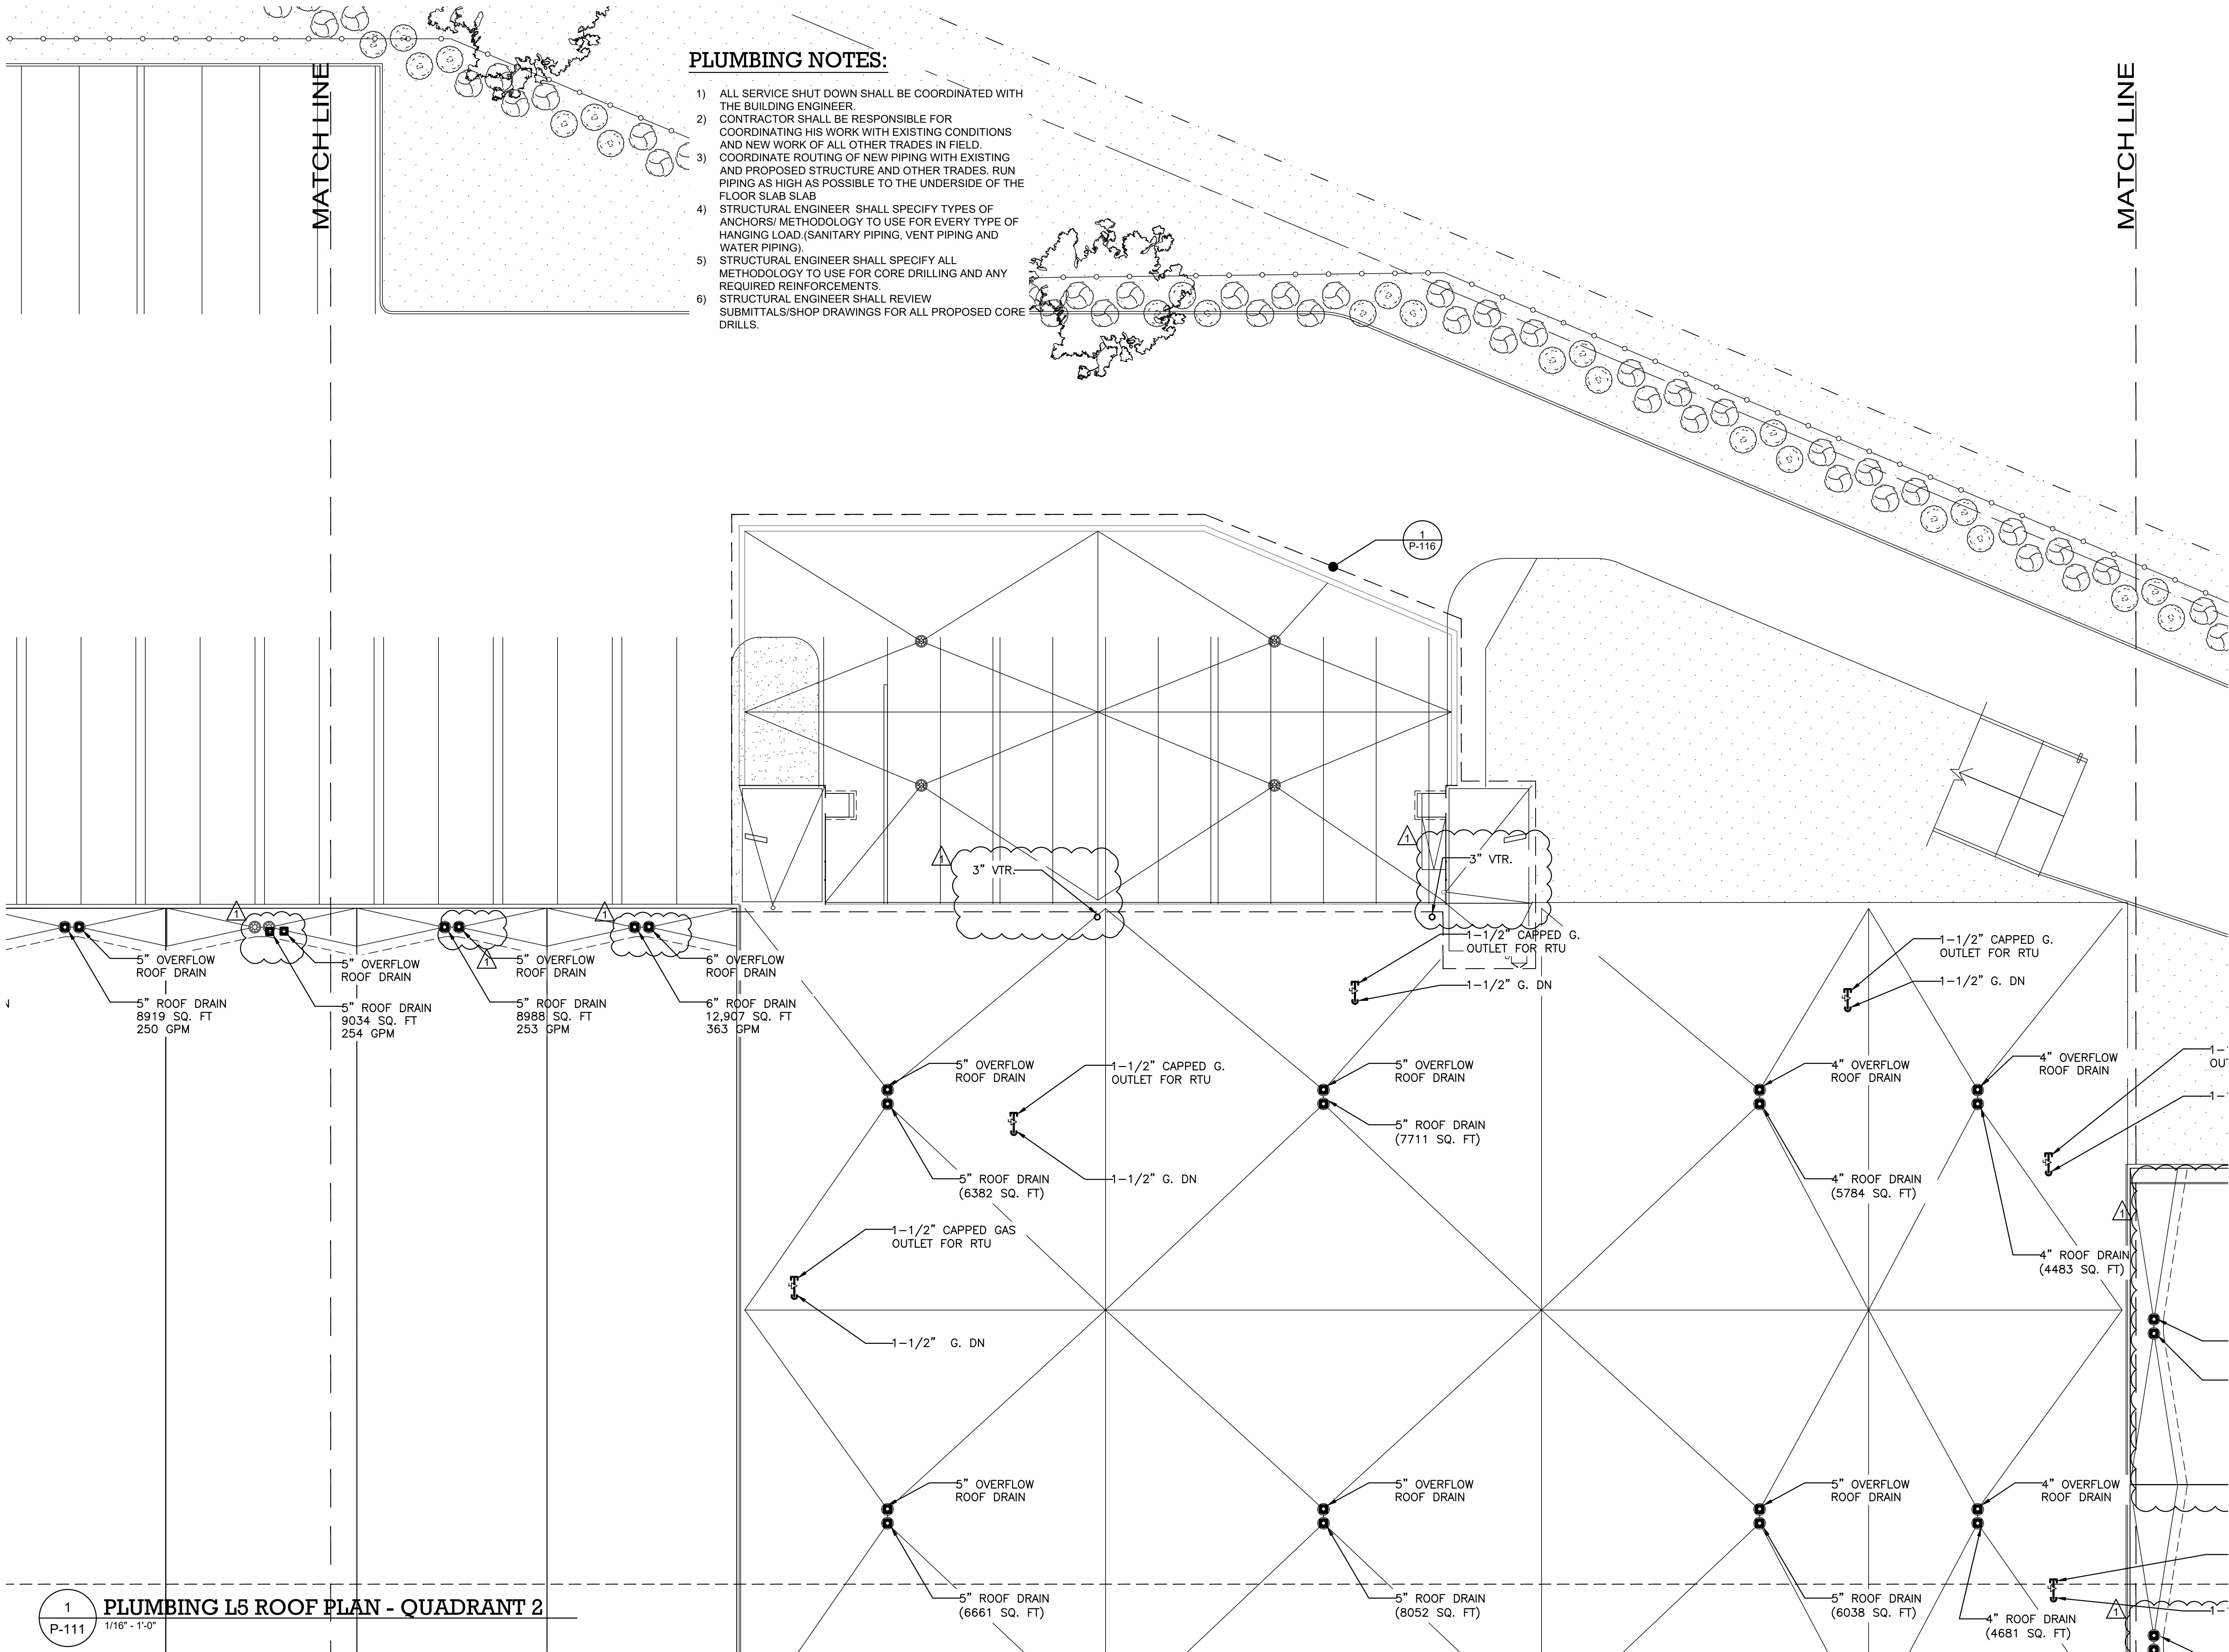 PLUMBING NOTES:
1) ALL SERVICE SHUT DOWN SHALL BE COORDINATED WITH
THE BUILDING ENGINEER.
2) CONTRACTOR SHALL BE RESPONSIBLE FOR
COORDINATING HIS WORK WITH EXISTING CONDITIONS
AND NEW WORK OF ALL OTHER TRADES IN FIELD.
3) COORDINATE ROUTING OF NEW PIPING WITH EXISTING
AND PROPOSED STRUCTURE AND OTHER TRADES. RUN
PIPING AS HIGH AS POSSIBLE TO THE UNDERSIDE OF THE
FLOOR SLAB SLAB
4) STRUCTURAL ENGINEER SHALL SPECIFY TYPES OF
ANCHORS/ METHODOLOGY TO USE FOR EVERY TYPE OF
HANGING LOAD.(SANITARY PIPING, VENT PIPING AND
WATER PIPING).
5) STRUCTURAL ENGINEER SHALL SPECIFY ALL
METHODOLOGY TO USE FOR CORE DRILLING AND ANY
REQUIRED REINFORCEMENTS.
6) STRUCTURAL ENGINEER SHALL REVIEW
SUBMITTALS/SHOP DRAWINGS FOR ALL PROPOSED CORE
DRILLS.
MATCH LINE
MATCH LINE
1
P-116
1
3" VTR.
1
3" VTR.
1
1
1
5" OVERFLOW
ROOF DRAIN
5" ROOF DRAIN
8919 SQ. FT
250 GPM
5" OVERFLOW
ROOF DRAIN
5" ROOF DRAIN
9034 SQ. FT
254 GPM
5" OVERFLOW
ROOF DRAIN
5" ROOF DRAIN
8988 SQ. FT
253 GPM
6" OVERFLOW
ROOF DRAIN
6" ROOF DRAIN
12,907 SQ. FT
363 GPM
1-1/2" CAPPED G.
OUTLET FOR RTU
1-1/2" G. DN
1-1/2" CAPPED G.
OUTLET FOR RTU
1-1/2" G. DN
5" OVERFLOW
ROOF DRAIN
1-1/2" CAPPED G.
OUTLET FOR RTU
5" OVERFLOW
ROOF DRAIN
4" OVERFLOW
ROOF DRAIN
4" OVERFLOW
ROOF DRAIN
1-
OU
1-
5" ROOF DRAIN
(7711 SQ. FT)
5" ROOF DRAIN
(6382 SQ. FT)
1-1/2" G. DN
4" ROOF DRAIN
(5784 SQ. FT)
1
1-1/2" CAPPED GAS
OUTLET FOR RTU
4" ROOF DRAIN
(4483 SQ. FT)
1-1/2" G. DN
5" OVERFLOW
ROOF DRAIN
5" OVERFLOW
ROOF DRAIN
5" OVERFLOW
ROOF DRAIN
4" OVERFLOW
ROOF DRAIN
5" ROOF DRAIN
(6661 SQ. FT)
5" ROOF DRAIN
(8052 SQ. FT)
5" ROOF DRAIN
(6038 SQ. FT)
4" ROOF DRAIN
(4681 SQ. FT)
1
1-
1
P-111
PLUMBING L5 ROOF PLAN - QUADRANT 2
1/16" - 1'-0"